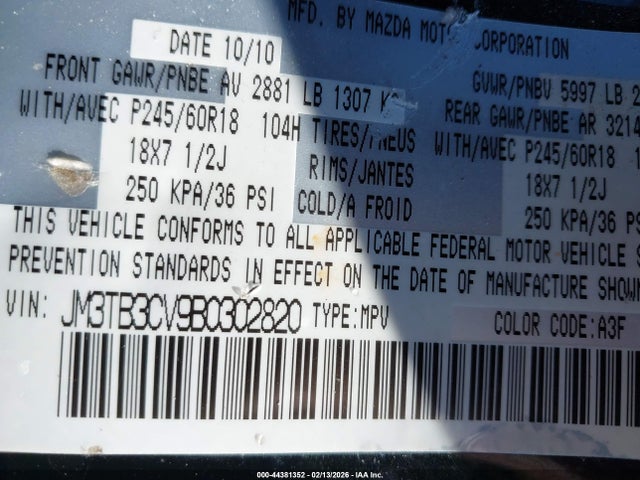 MFD. BY MAZDA MOTOR CORPORATION
DATE 10/10
FRONT GAWR/PNBE AV 2881 LB 1307 KG GVWR/PNBV 5997 LB 2
WITH/AVEC P245/60R18 104H TIRES/PNEUS REAR GAWR/PNBE AR 3214
18X7 1/2J RIMS/JANTES WITH/AVEC P245/60R18 1
250 KPA/36 PSI COLD/A FROID 18X7 1/2J
250 KPA/36 PS
THIS VEHICLE CONFORMS TO ALL APPLICABLE FEDERAL MOTOR VEHICLE S
PREVENTION STANDARDS IN EFFECT ON THE DATE OF MANUFACTURE SHOWN
VIN: JM3TB3CV9B0302820 TYPE:MPV COLOR CODE:A3F
000-44381352 - 02/13/2026 - IAA Inc.